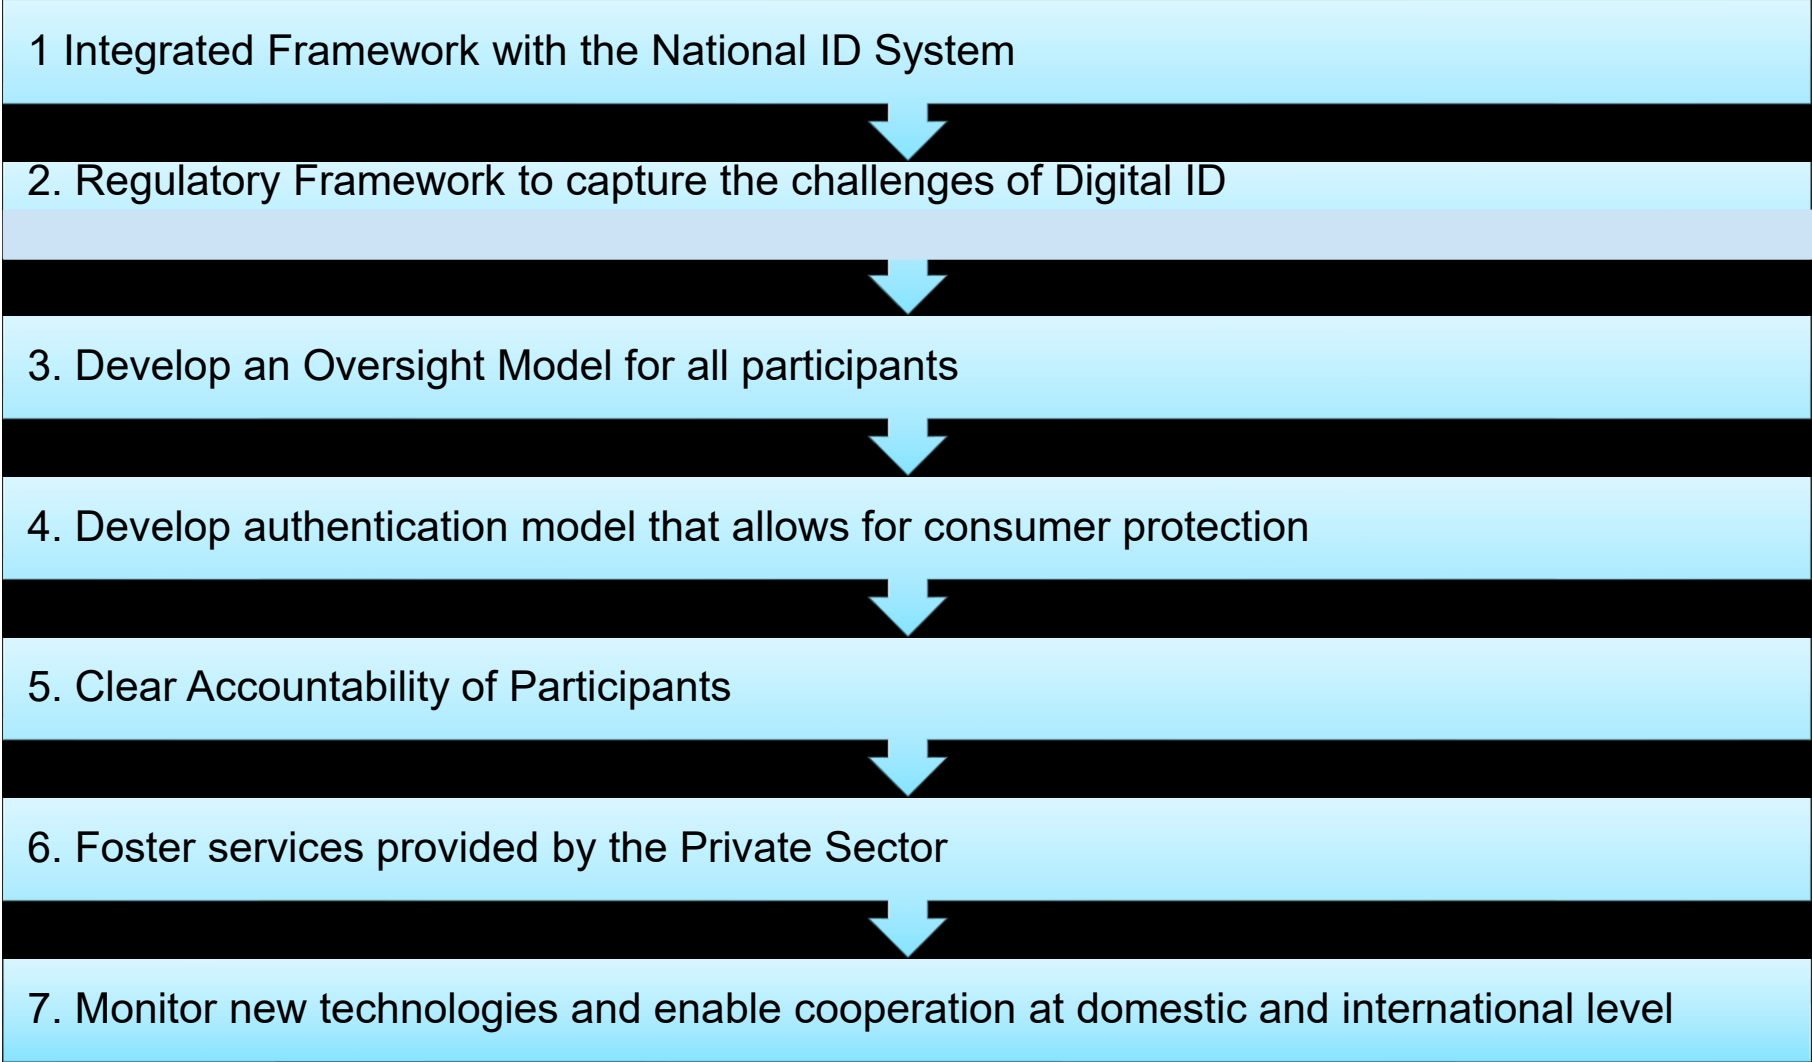 1 Integrated Framework with the National ID System
2. Regulatory Framework to capture the challenges of Digital ID
3. Develop an Oversight Model for all participants
4. Develop authentication model that allows for consumer protection
5. Clear Accountability of Participants
6. Foster services provided by the Private Sector
7. Monitor new technologies and enable cooperation at domestic and international level